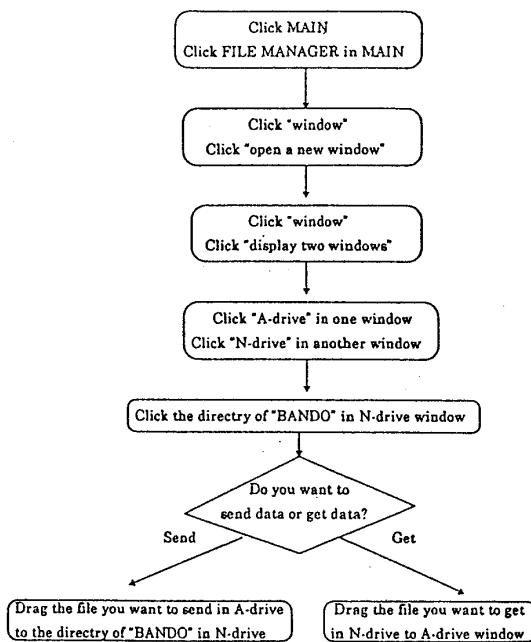 Click MAIN
Click FILE MANAGER in MAIN
Click "window"
Click "open a new window"
Click "window"
Click "display two windows"
Click "A-drive" in one window
Click "N-drive" in another window
Click the directry of "BANDO" in N-drive window
Do you want to
send data or get data?
Send
Get
Drag the file you want to send in A-drive
to the directry of "BANDO" in N-drive
Drag the file you want to get
in N-drive to A-drive window